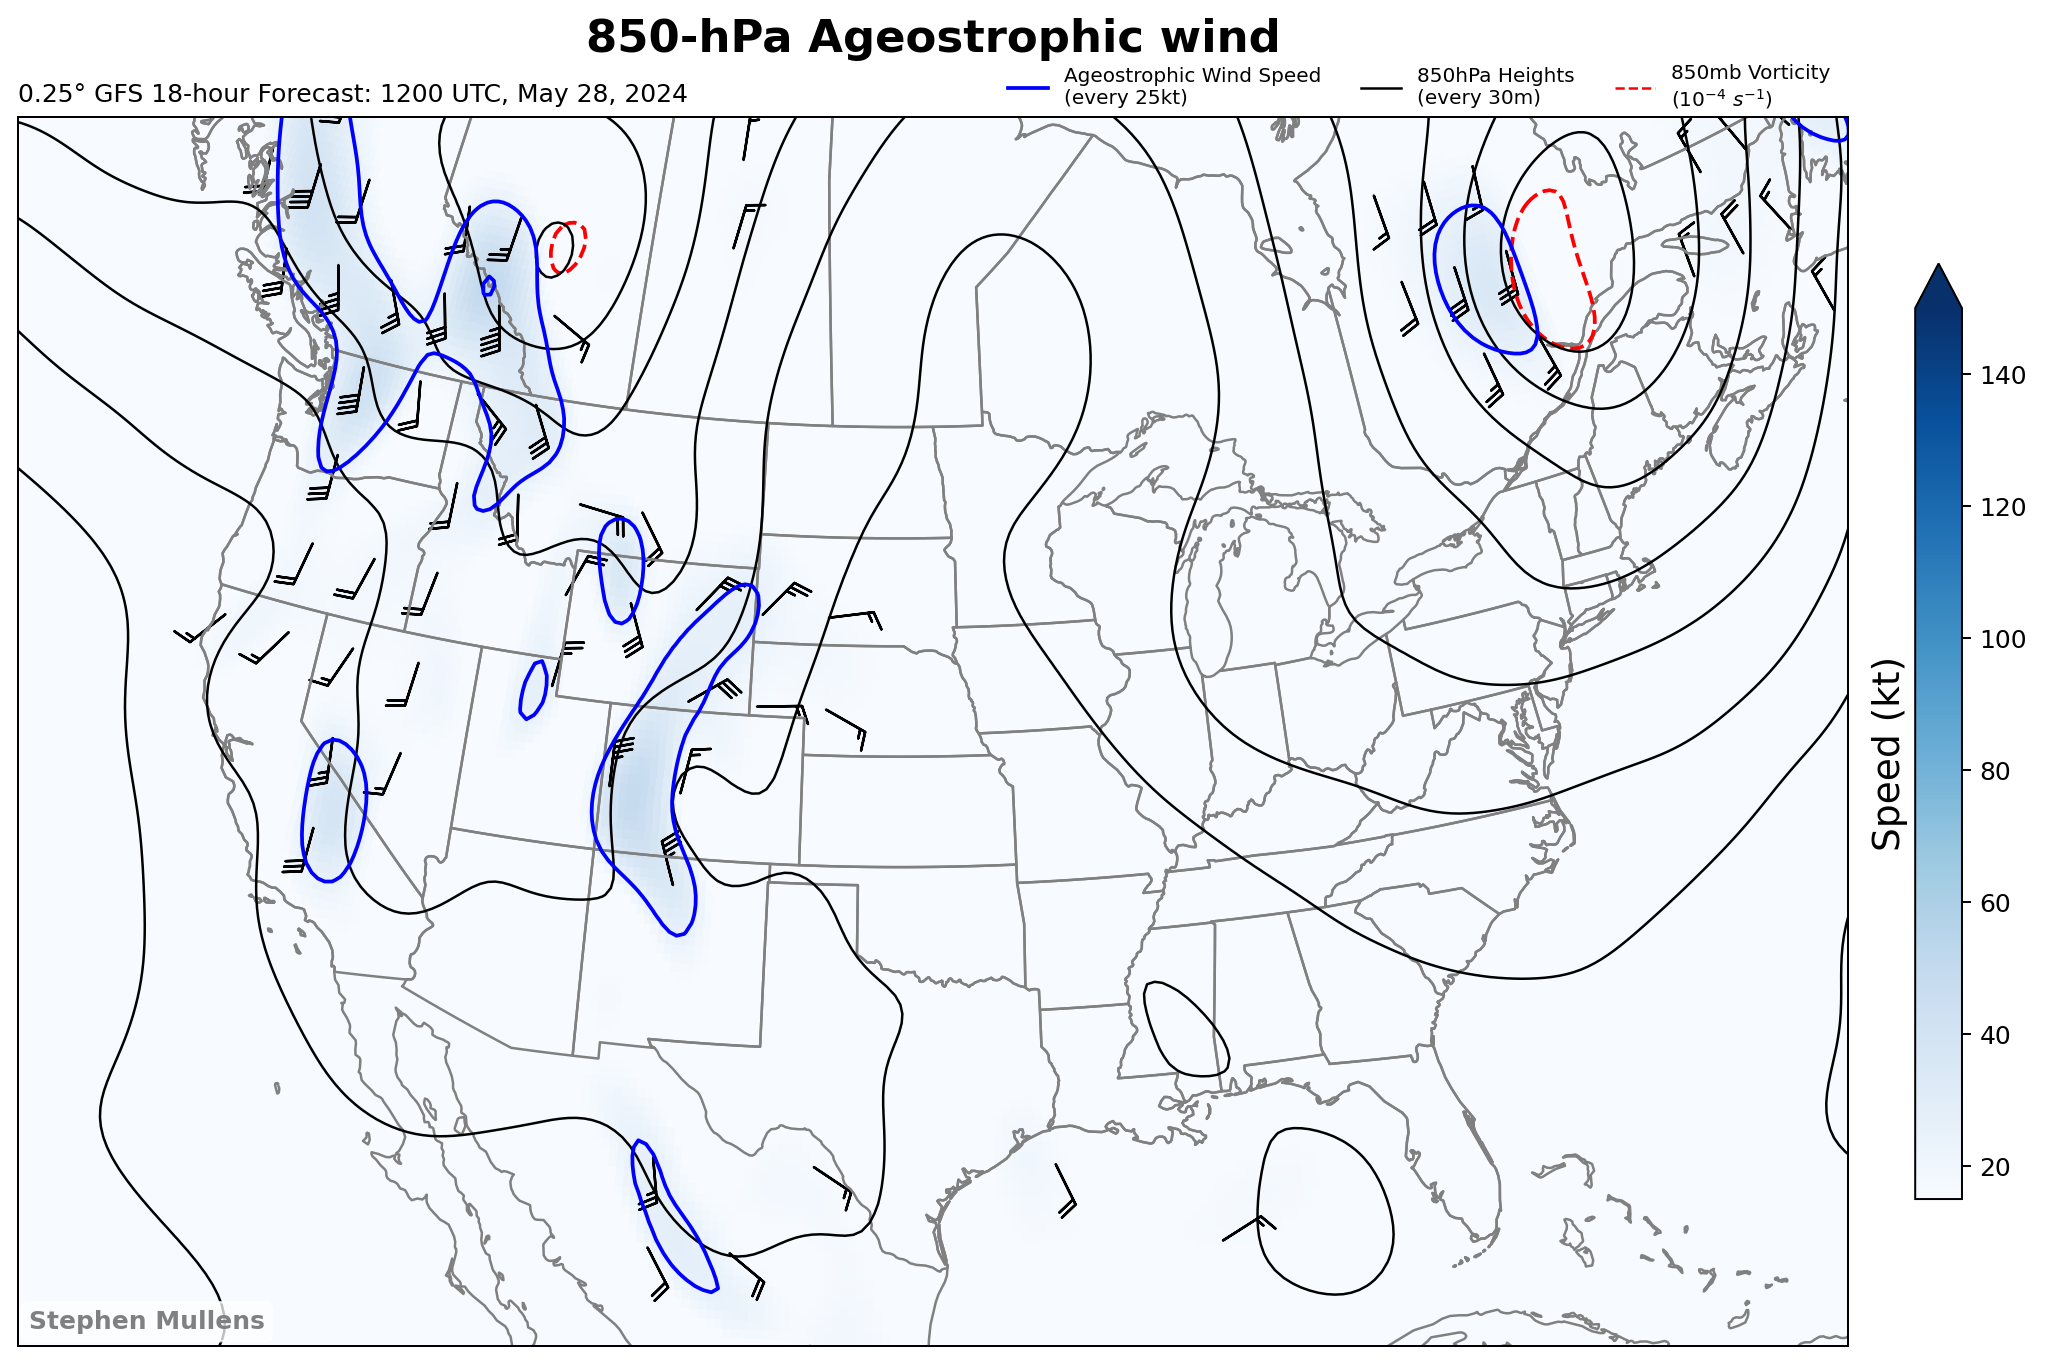 850-hPa Ageostrophic wind
0.25° GFS 18-hour Forecast: 1200 UTC, May 28, 2024
Ageostrophic Wind Speed
(every 25kt)
850hPa Heights
(every 30m)
850mb Vorticity
(10⁻⁴ s⁻¹)
140
120
100
80
60
40
20
Speed (kt)
Stephen Mullens